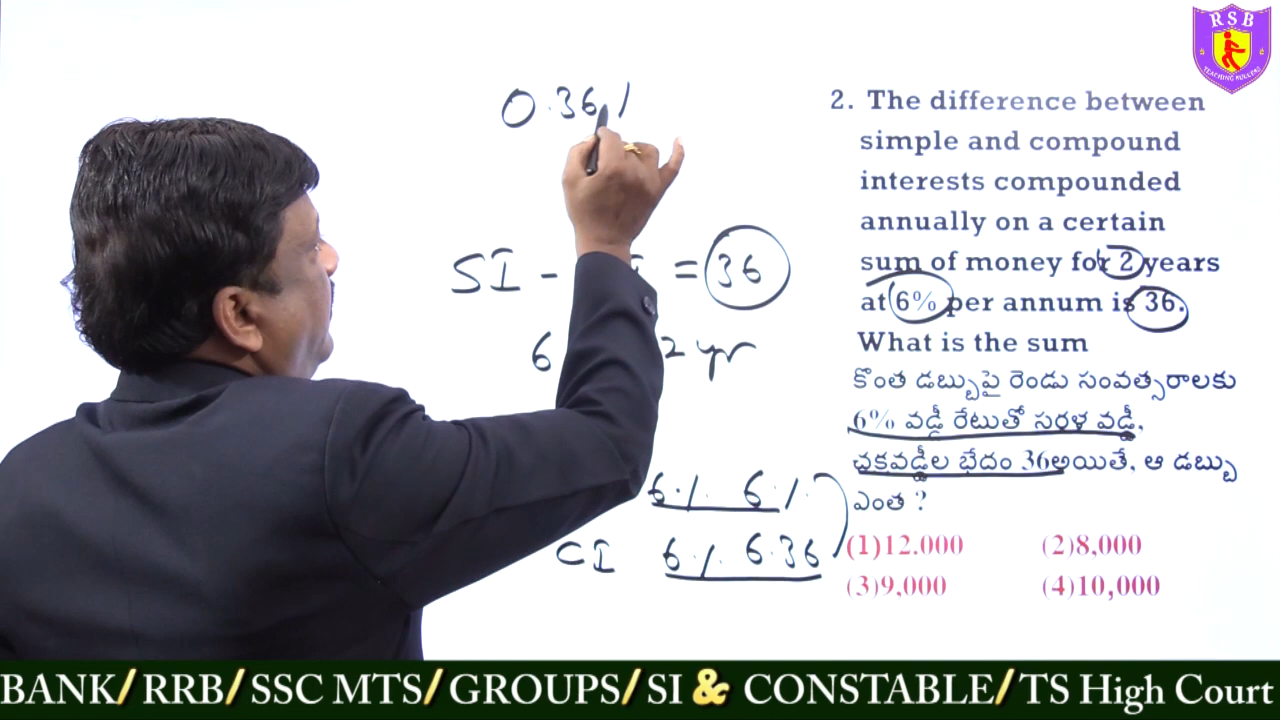 RSB
TEACHING BULLERZ
0.36%
SI - = 36
6 2 yr
6% 6%
CI 6% 6.36
2. The difference between
simple and compound
interests compounded
annually on a certain
sum of money for 2 years
at 6% per annum is 36.
What is the sum
కొంత డబ్బుపై రెండు సంవత్సరాలకు
6% వడ్డీ రేటుతో సరళ వడ్డీ,
చక్రవడ్డీల భేదం 36అయితే, ఆ డబ్బు
ఎంత ?
(1)12.000 (2)8,000
(3)9,000 (4)10,000
BANK/ RRB/ SSC MTS/ GROUPS/ SI & CONSTABLE/ TS High Court